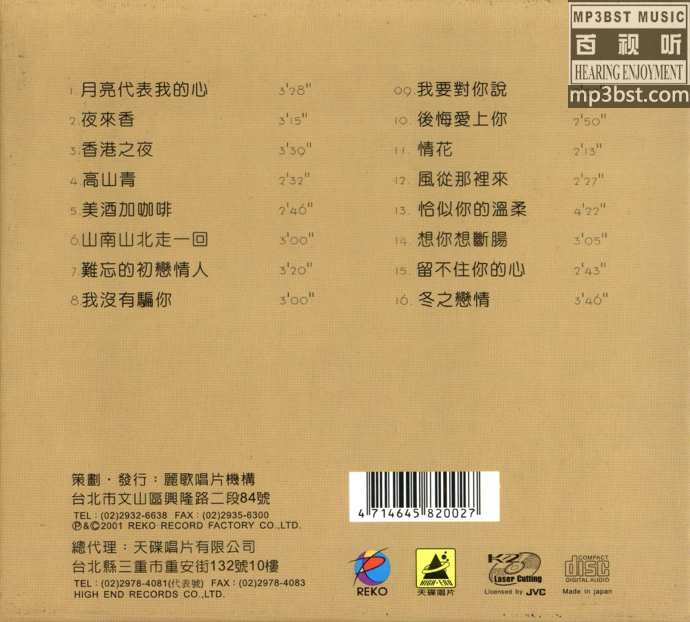 MP3BST MUSIC
百视听
HEARING ENJOYMENT
mp3bst.com
1 月亮代表我的心 3'28"
2 夜來香 3'15"
3 香港之夜 3'39"
4 高山青 2'32"
5 美酒加咖啡 2'46"
6 山南山北走一回 3'00"
7 難忘的初戀情人 3'20"
8 我沒有騙你 3'00"
09. 我要對你說
10. 後悔愛上你 2'50"
11. 情花 2'13"
12. 風從那裡來 2'27"
13. 恰似你的溫柔 4'22"
14. 想你想斷腸 3'05"
15. 留不住你的心 2'43"
16. 冬之戀情 3'46"
策劃·發行：麗歌唱片機構
台北市文山區興隆路二段84號
TEL：(02)2932-6638 FAX：(02)2935-6300
℗&©2001 REKO RECORD FACTORY CO.,LTD.
總代理：天碟唱片有限公司
台北縣三重市重安街132號10樓
TEL：(02)2978-4081(代表號) FAX：(02)2978-4083
HIGH END RECORDS CO.,LTD.
4 714645 820027
REKO
HIGH-END
天碟唱片
K2
Laser Cutting
Licensed by JVC
COMPACT
disc
DIGITAL AUDIO
Made in japan